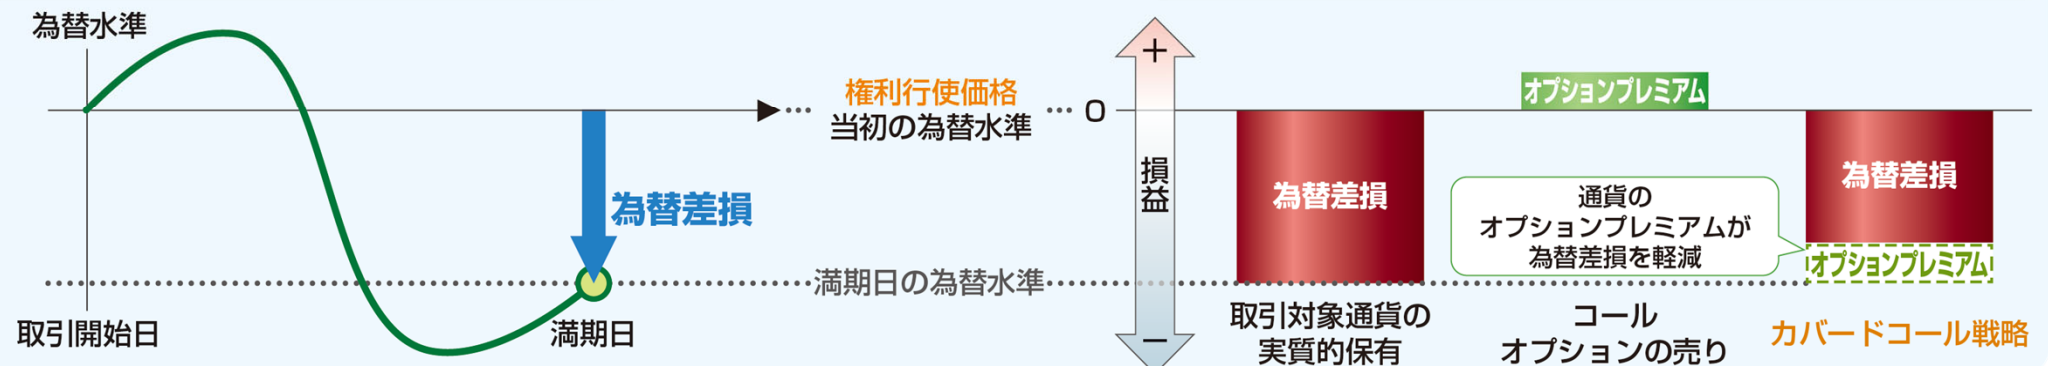 為替水準
取引開始日
為替差損
満期日
権利行使価格
当初の為替水準
満期日の為替水準
0
+
損益
−
為替差損
取引対象通貨の
実質的保有
オプションプレミアム
通貨の
オプションプレミアムが
為替差損を軽減
コール
オプションの売り
為替差損
オプションプレミアム
カバードコール戦略